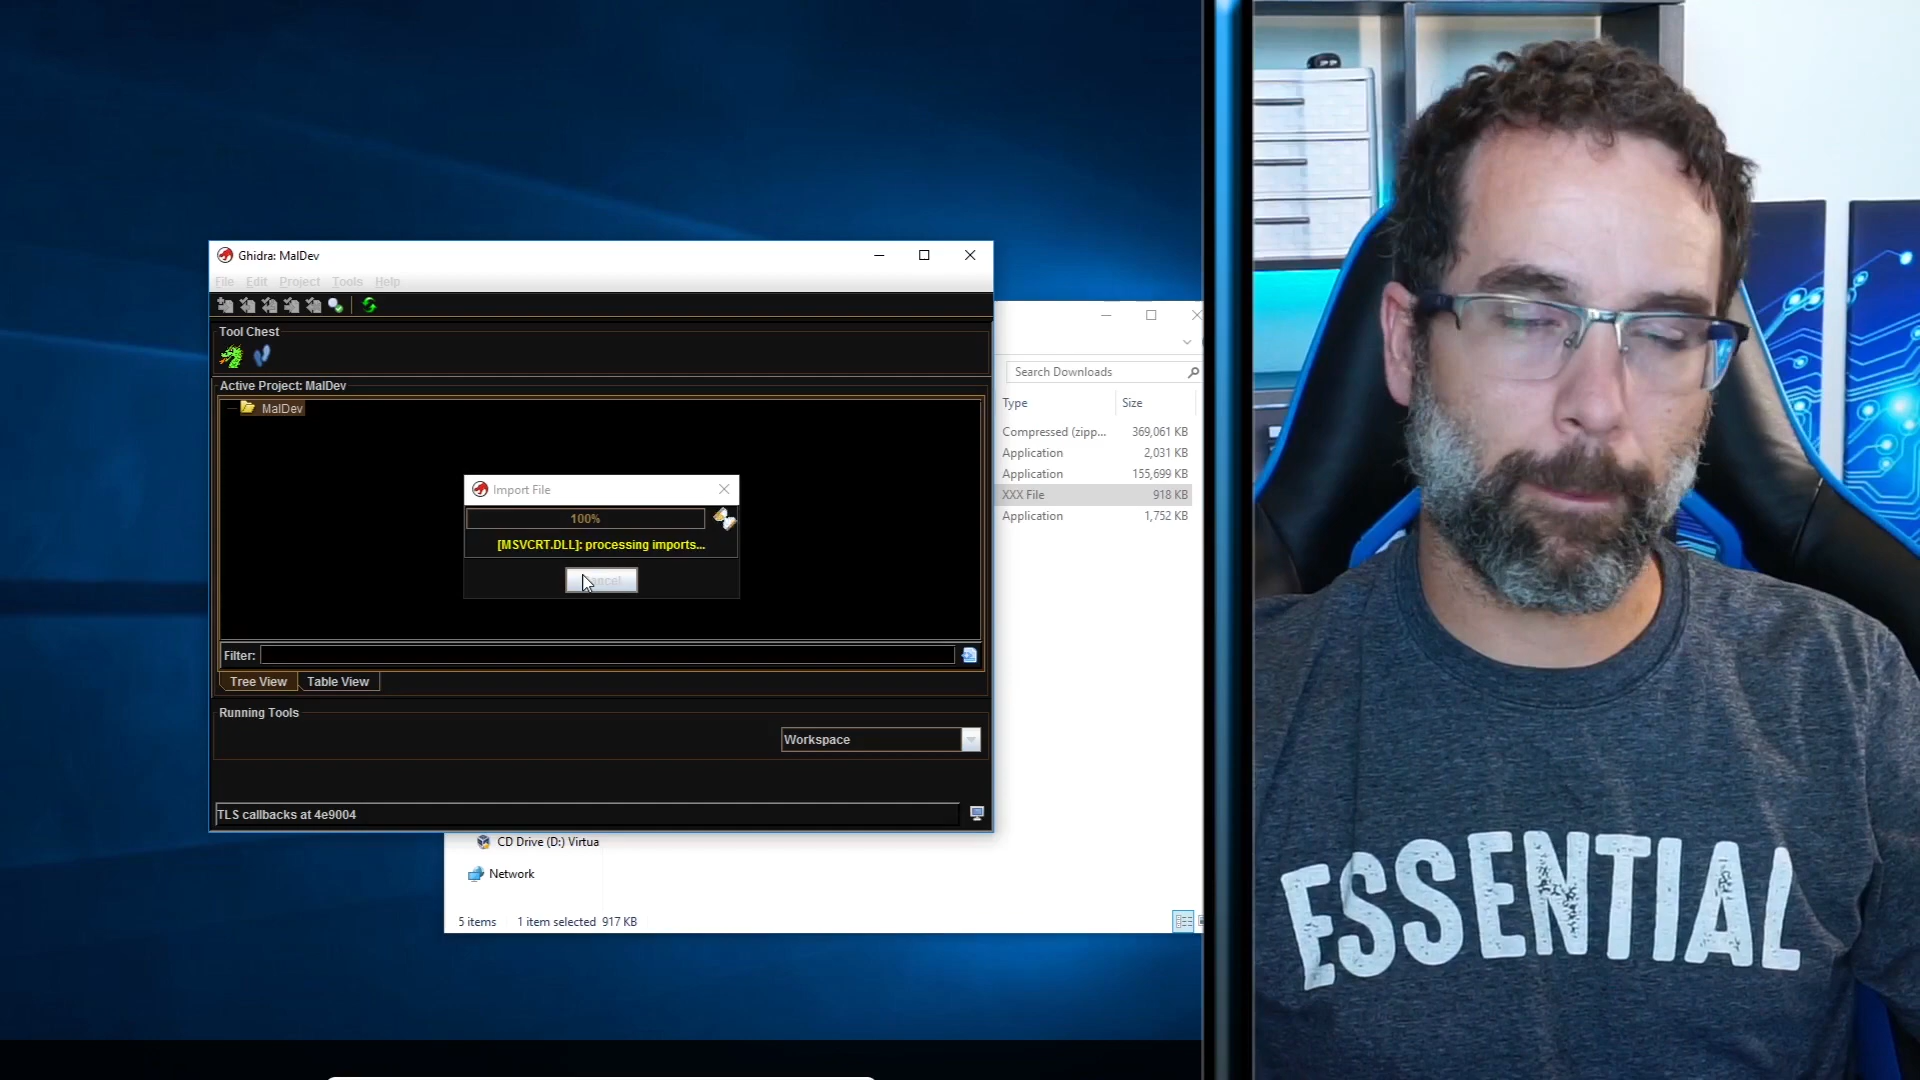 Ghidra: MalDev
File Edit Project Tools Help
Tool Chest
Active Project: MalDev
MalDev
Import File
100%
[MSVCRT.DLL]: processing imports...
Filter:
Tree View Table View
Running Tools
Workspace
TLS callbacks at 4e9004
Search Downloads
Type Size
Compressed (zipp... 369,061 KB
Application 2,031 KB
Application 155,699 KB
XXX File 918 KB
Application 1,752 KB
CD Drive (D:) Virtua
Network
5 items 1 item selected 917 KB
ESSENTIAL